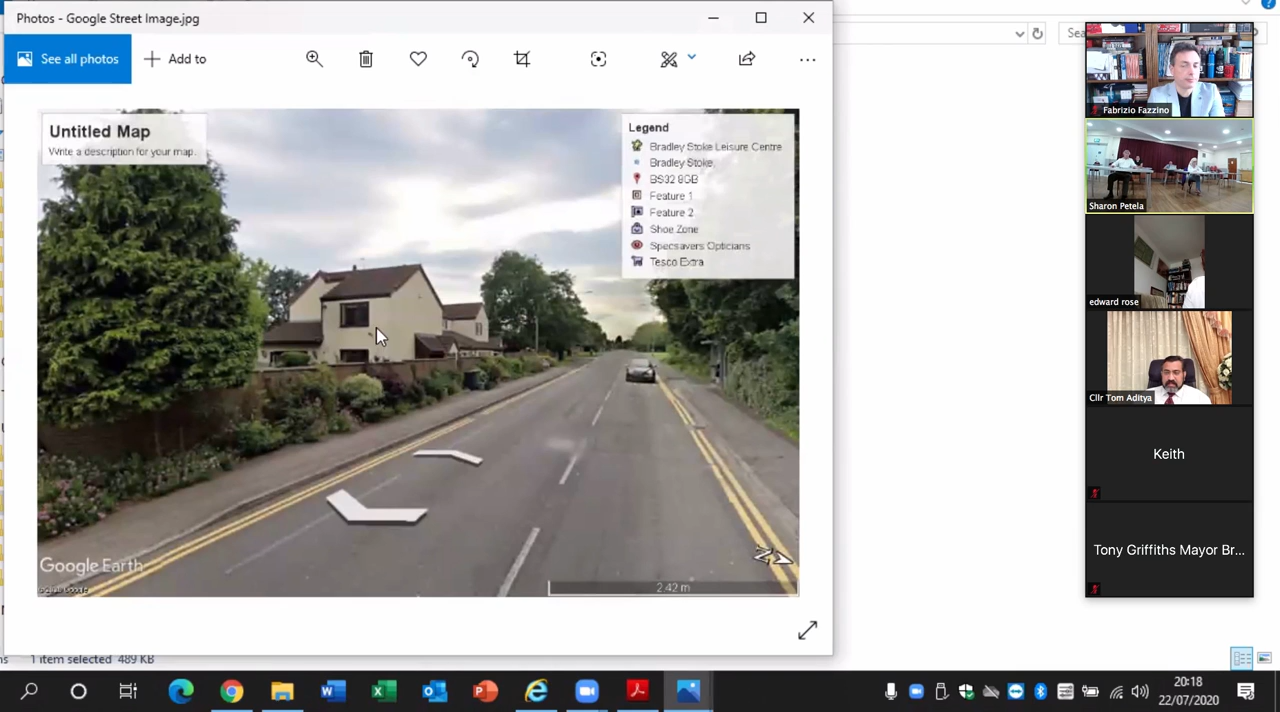 Photos - Google Street Image.jpg
See all photos
Add to
Untitled Map
Write a description for your map.
Legend
Bradley Stoke Leisure Centre
Bradley Stoke
BS32 8GB
Feature 1
Feature 2
Shoe Zone
Specsavers Opticians
Tesco Extra
Google Earth
2.42 m
1 item selected 489 KB
Sea
Fabrizio Fazzino
Sharon Petela
edward rose
Cllr Tom Aditya
Keith
Tony Griffiths Mayor Br...
20:18
22/07/2020